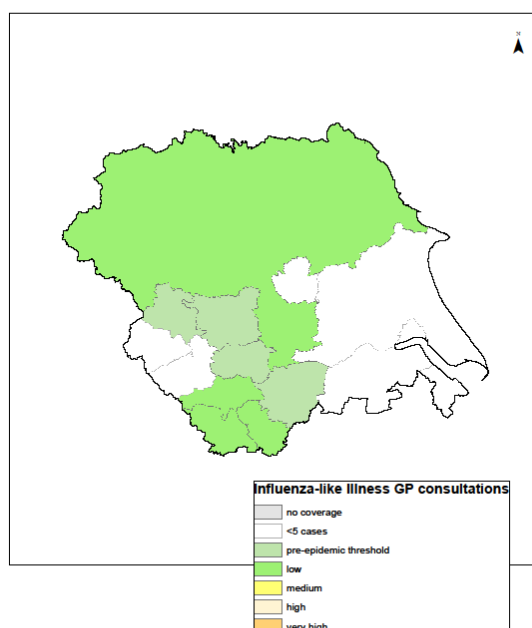 N
Influenza-like Illness GP consultations
no coverage
<5 cases
pre-epidemic threshold
low
medium
high
very high